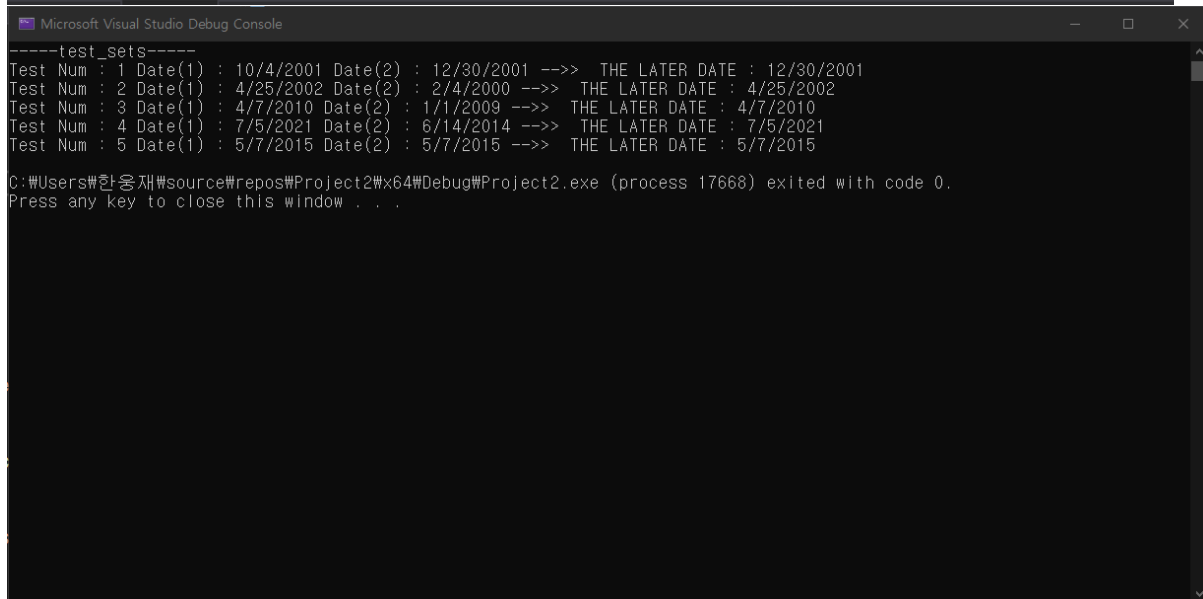 Microsoft Visual Studio Debug Console
-----test_sets-----
Test Num : 1 Date(1) : 10/4/2001 Date(2) : 12/30/2001 -->>  THE LATER DATE : 12/30/2001
Test Num : 2 Date(1) : 4/25/2002 Date(2) : 2/4/2000 -->>  THE LATER DATE : 4/25/2002
Test Num : 3 Date(1) : 4/7/2010 Date(2) : 1/1/2009 -->>  THE LATER DATE : 4/7/2010
Test Num : 4 Date(1) : 7/5/2021 Date(2) : 6/14/2014 -->>  THE LATER DATE : 7/5/2021
Test Num : 5 Date(1) : 5/7/2015 Date(2) : 5/7/2015 -->>  THE LATER DATE : 5/7/2015
C:₩Users₩한웅재₩source₩repos₩Project2₩x64₩Debug₩Project2.exe (process 17668) exited with code 0.
Press any key to close this window . . .